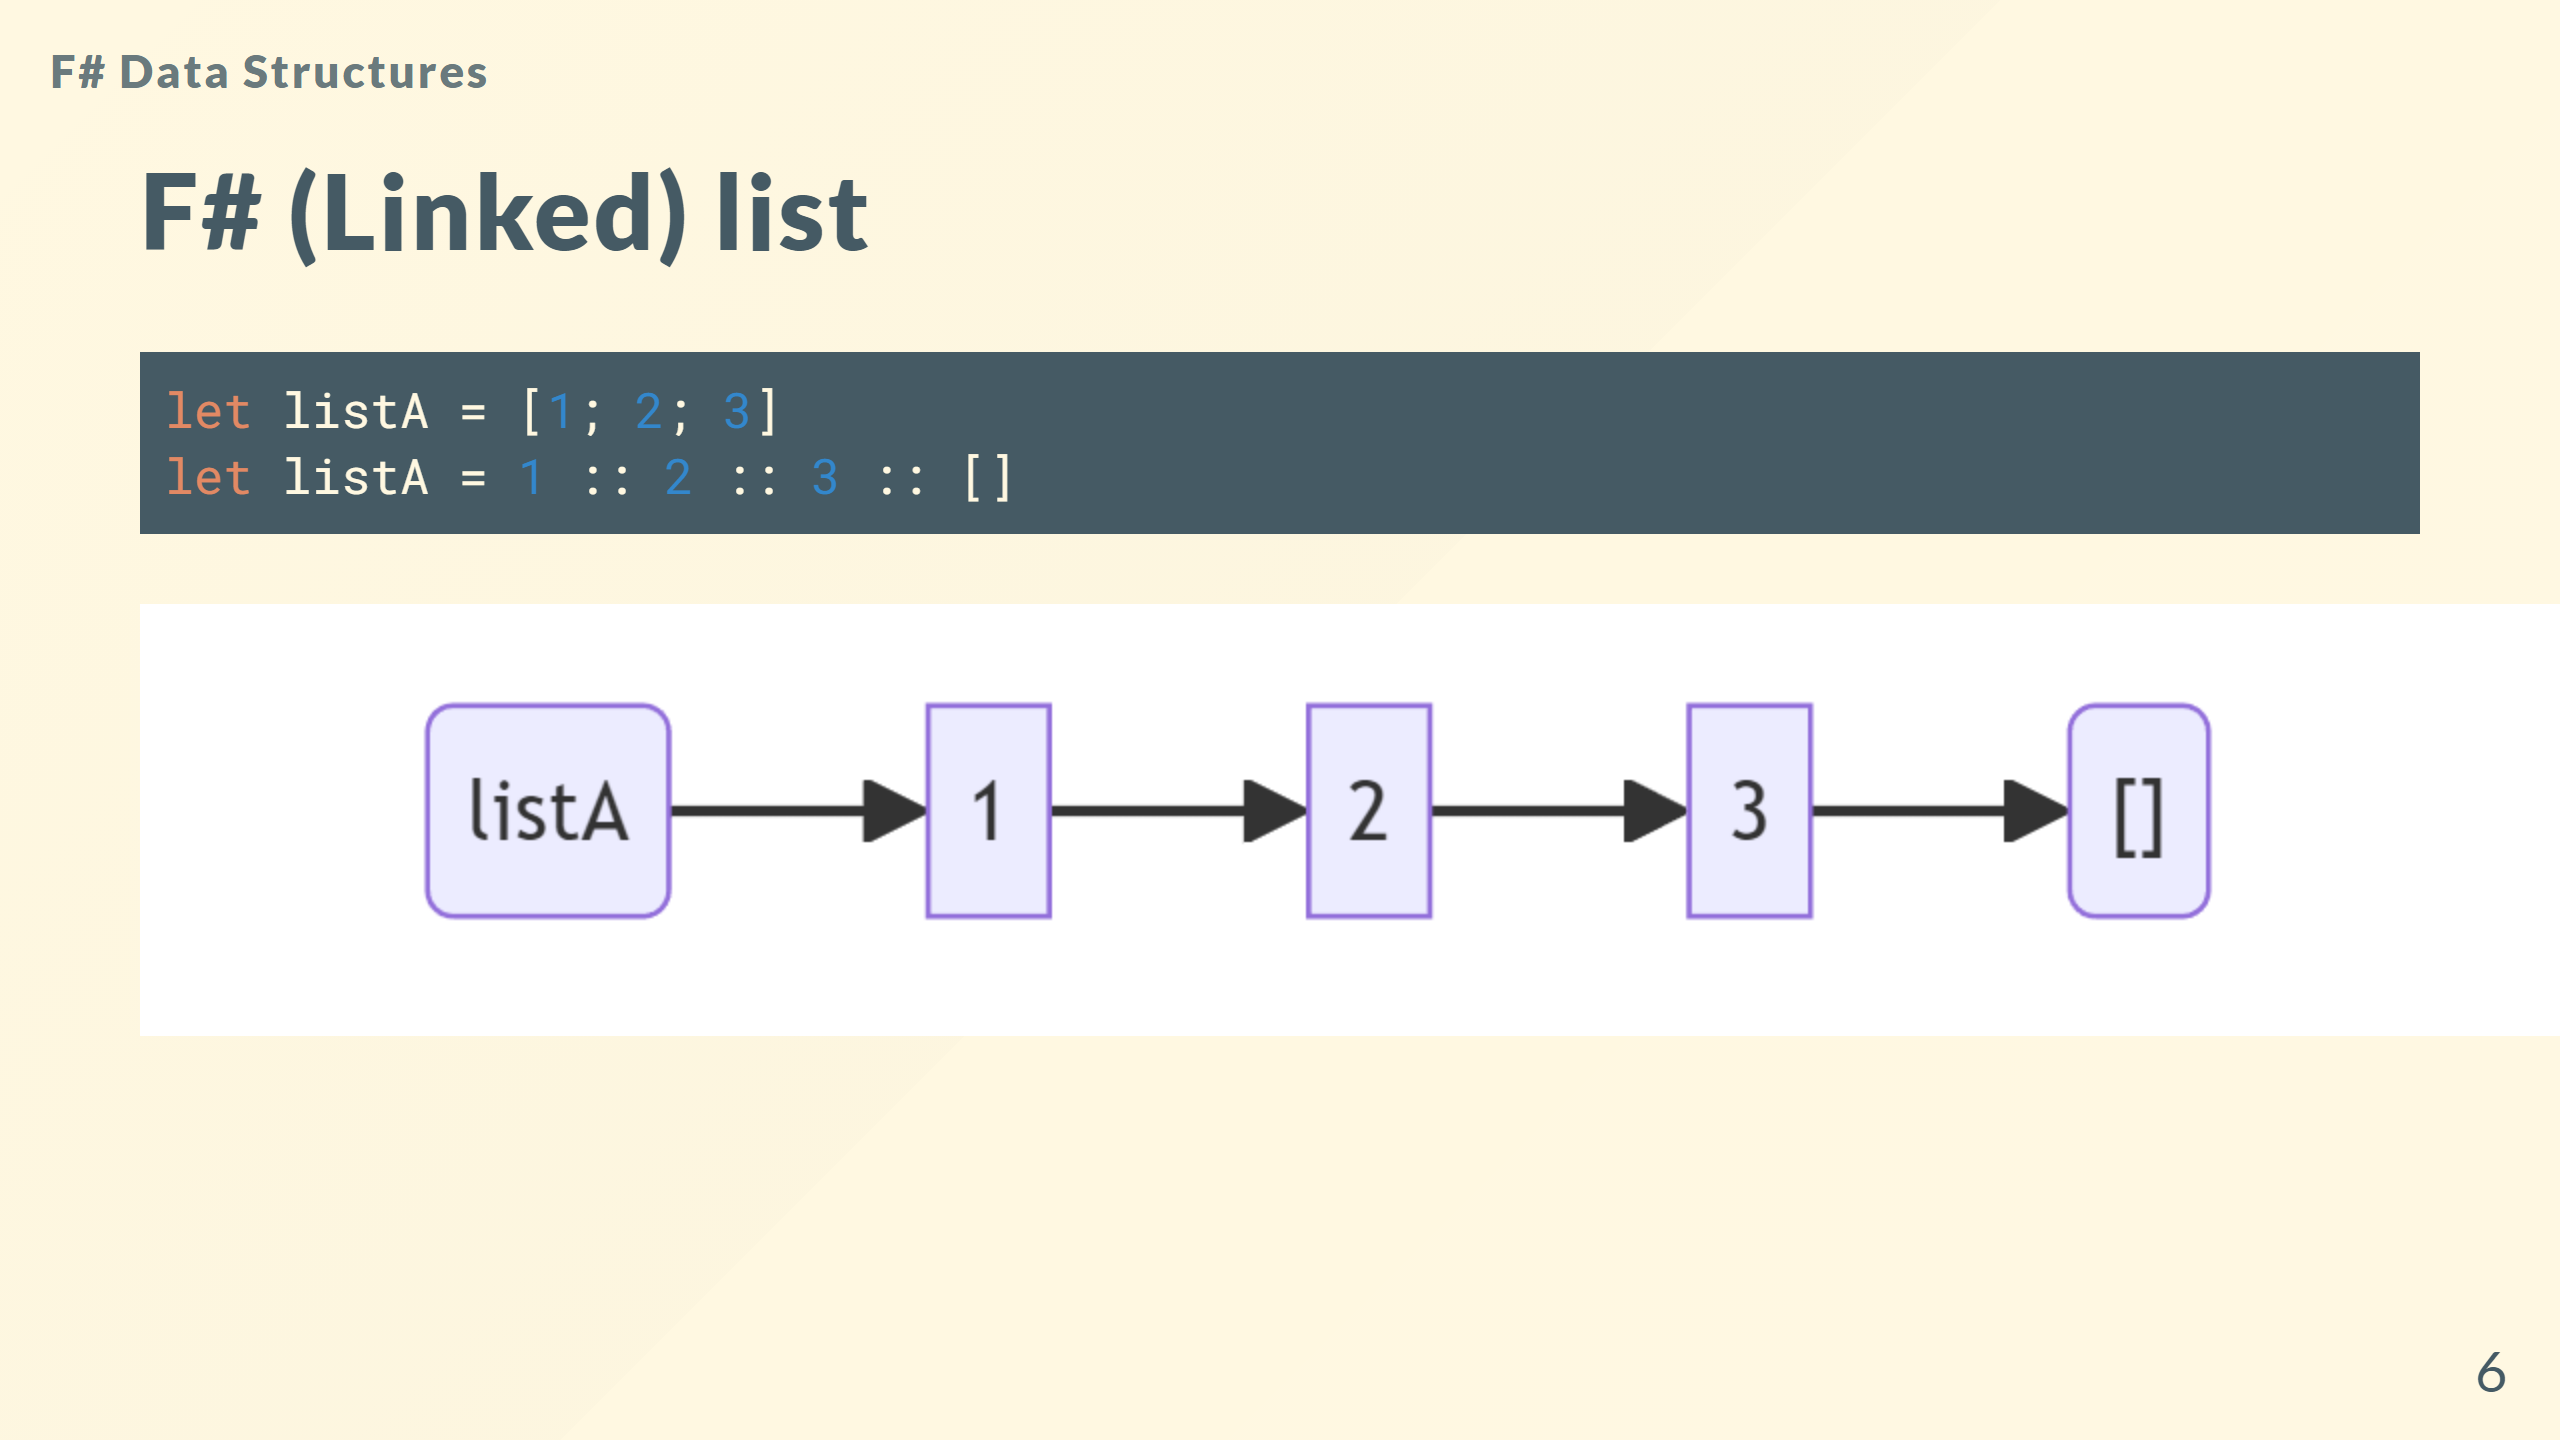 F# Data Structures
F# (Linked) list
let listA = [1; 2; 3]
let listA = 1 :: 2 :: 3 :: []
listA 1 2 3 []
6